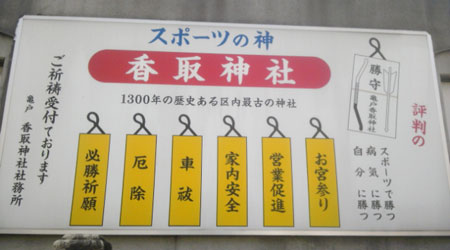 スポーツの神
香取神社
1300年の歴史ある区内最古の神社
評判の
勝守
亀戸香取神社
スポーツで勝つ
病気に勝つ
自分に勝つ
お宮参り
営業促進
家内安全
車祓
厄除
必勝祈願
ご祈祷受付ております
亀戸 香取神社社務所